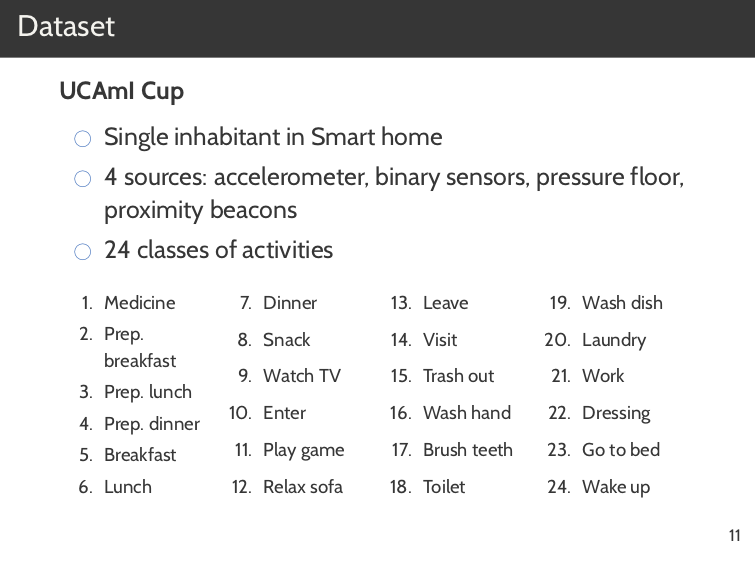 Dataset
UCAmI Cup
Single inhabitant in Smart home
4 sources: accelerometer, binary sensors, pressure floor,
proximity beacons
24 classes of activities
1. Medicine
2. Prep.
breakfast
3. Prep. lunch
4. Prep. dinner
5. Breakfast
6. Lunch
7. Dinner
8. Snack
9. Watch TV
10. Enter
11. Play game
12. Relax sofa
13. Leave
14. Visit
15. Trash out
16. Wash hand
17. Brush teeth
18. Toilet
19. Wash dish
20. Laundry
21. Work
22. Dressing
23. Go to bed
24. Wake up
11